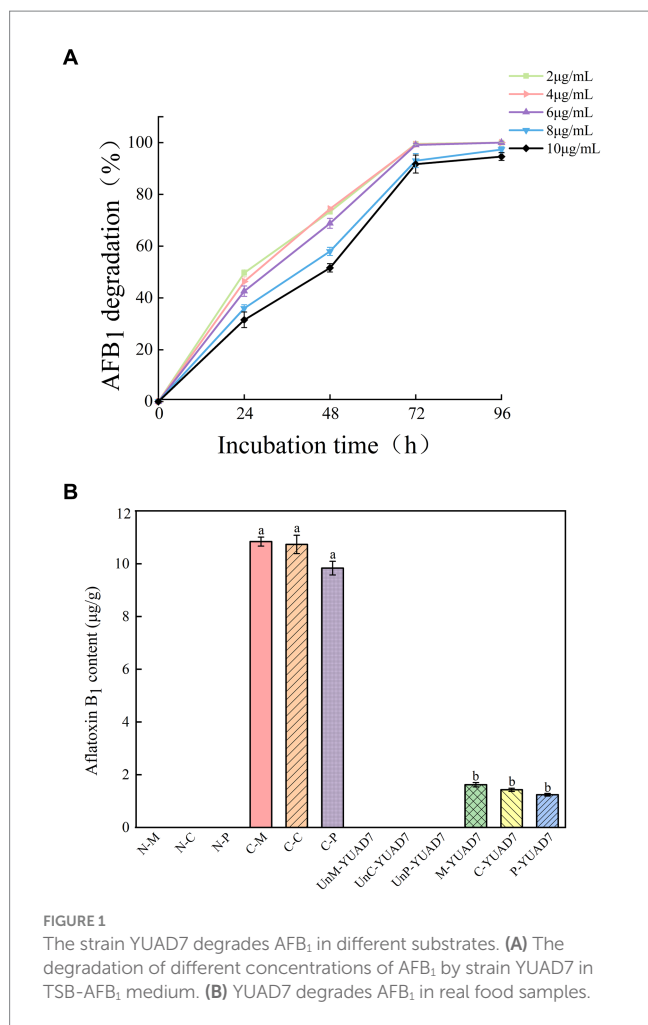 A
2μg/mL
4μg/mL
6μg/mL
8μg/mL
10μg/mL
AFB1 degradation（%）
100
80
60
40
20
0
0 24 48 72 96
Incubation time（h）
B
Aflatoxin B1 content (μg/g)
12
10
8
6
4
2
0
a a a b b b
N-M N-C N-P C-M C-C C-P UnM-YUAD7 UnC-YUAD7 UnP-YUAD7 M-YUAD7 C-YUAD7 P-YUAD7
FIGURE 1
The strain YUAD7 degrades AFB1 in different substrates. (A) The
degradation of different concentrations of AFB1 by strain YUAD7 in
TSB-AFB1 medium. (B) YUAD7 degrades AFB1 in real food samples.